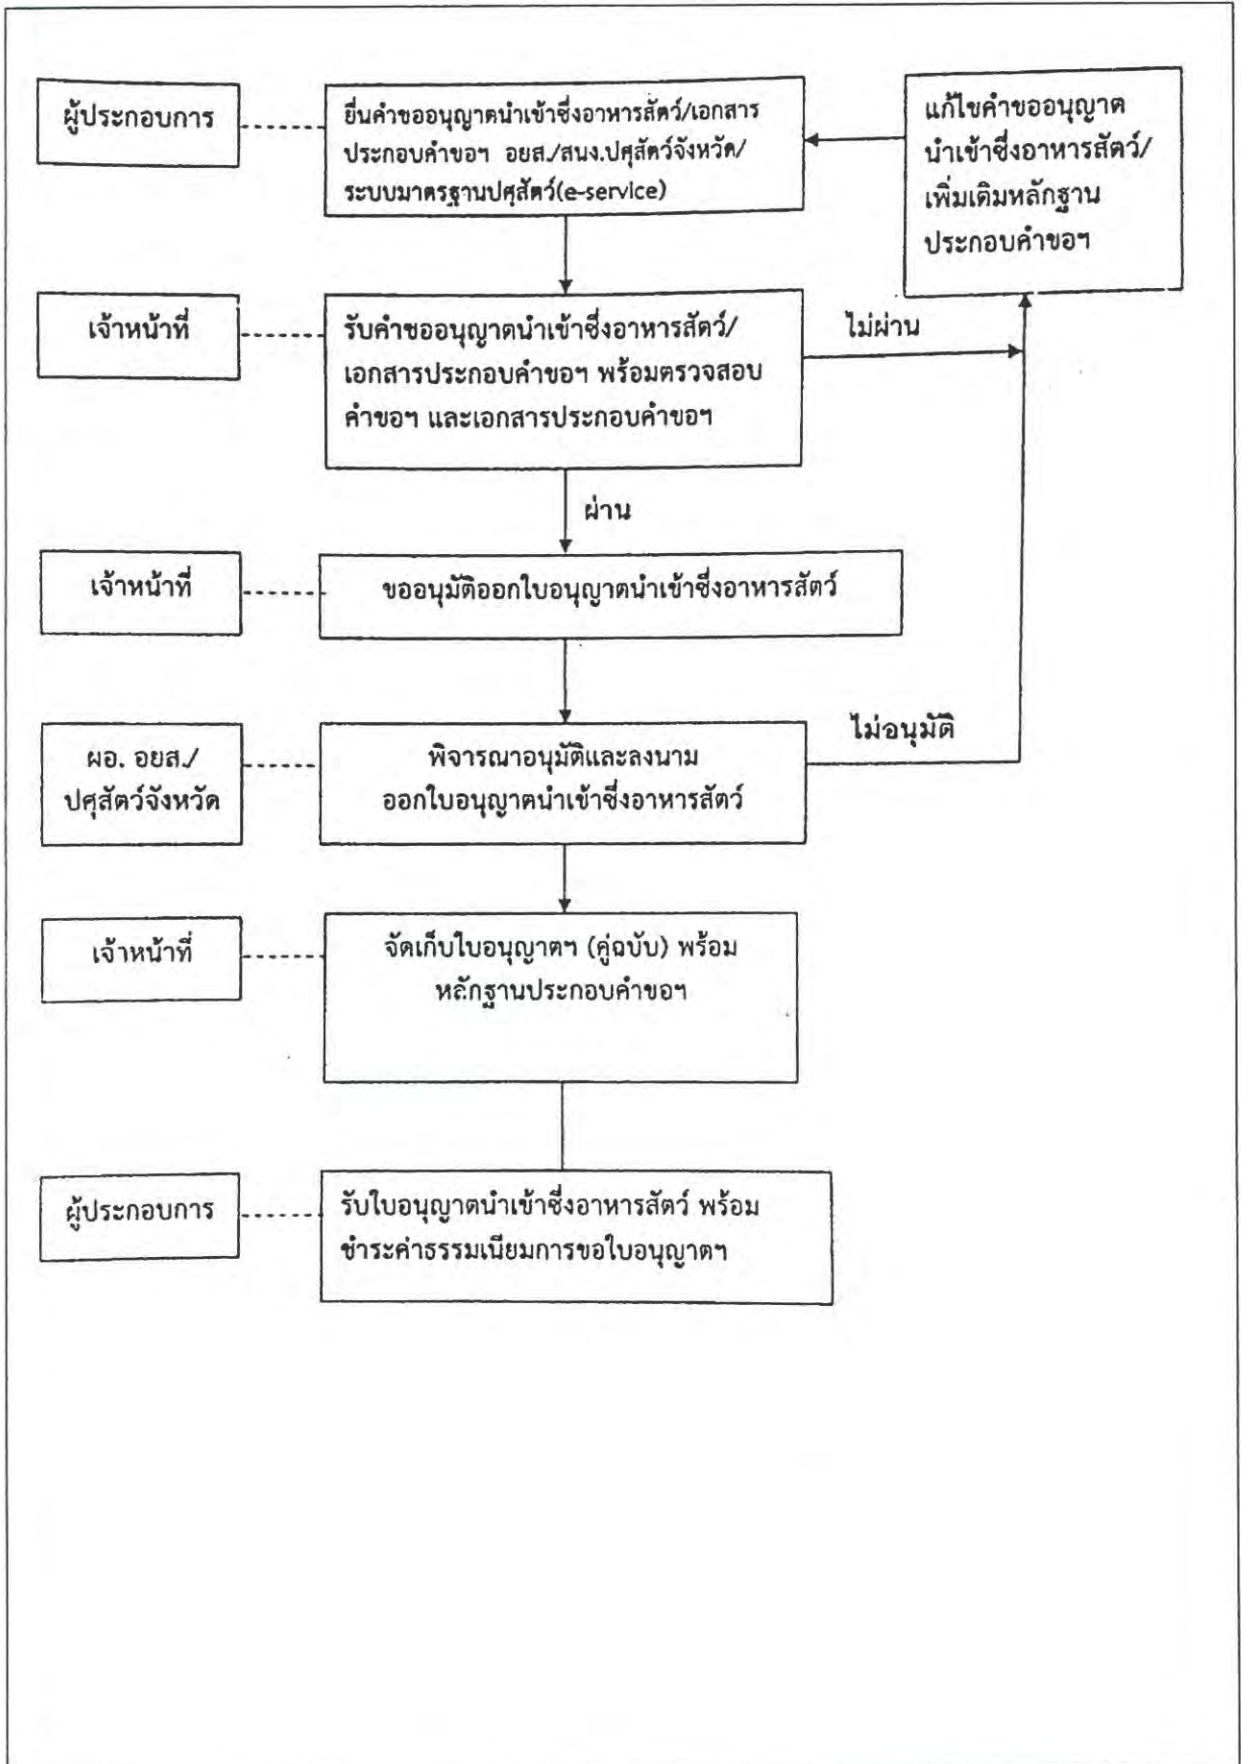 ผู้ประกอบการ
ยื่นคำขออนุญาตนำเข้าซึ่งอาหารสัตว์/เอกสาร
ประกอบคำขอฯ อยส./สนง.ปศุสัตว์จังหวัด/
ระบบมาตรฐานปศุสัตว์(e-service)
แก้ไขคำขออนุญาต
นำเข้าซึ่งอาหารสัตว์/
เพิ่มเติมหลักฐาน
ประกอบคำขอฯ
เจ้าหน้าที่
รับคำขออนุญาตนำเข้าซึ่งอาหารสัตว์/
เอกสารประกอบคำขอฯ พร้อมตรวจสอบ
คำขอฯ และเอกสารประกอบคำขอฯ
ไม่ผ่าน
ผ่าน
เจ้าหน้าที่
ขออนุมัติออกใบอนุญาตนำเข้าซึ่งอาหารสัตว์
ผอ. อยส./
ปศุสัตว์จังหวัด
พิจารณาอนุมัติและลงนาม
ออกใบอนุญาตนำเข้าซึ่งอาหารสัตว์
ไม่อนุมัติ
เจ้าหน้าที่
จัดเก็บใบอนุญาตฯ (คู่ฉบับ) พร้อม
หลักฐานประกอบคำขอฯ
ผู้ประกอบการ
รับใบอนุญาตนำเข้าซึ่งอาหารสัตว์ พร้อม
ชำระค่าธรรมเนียมการขอใบอนุญาตฯ